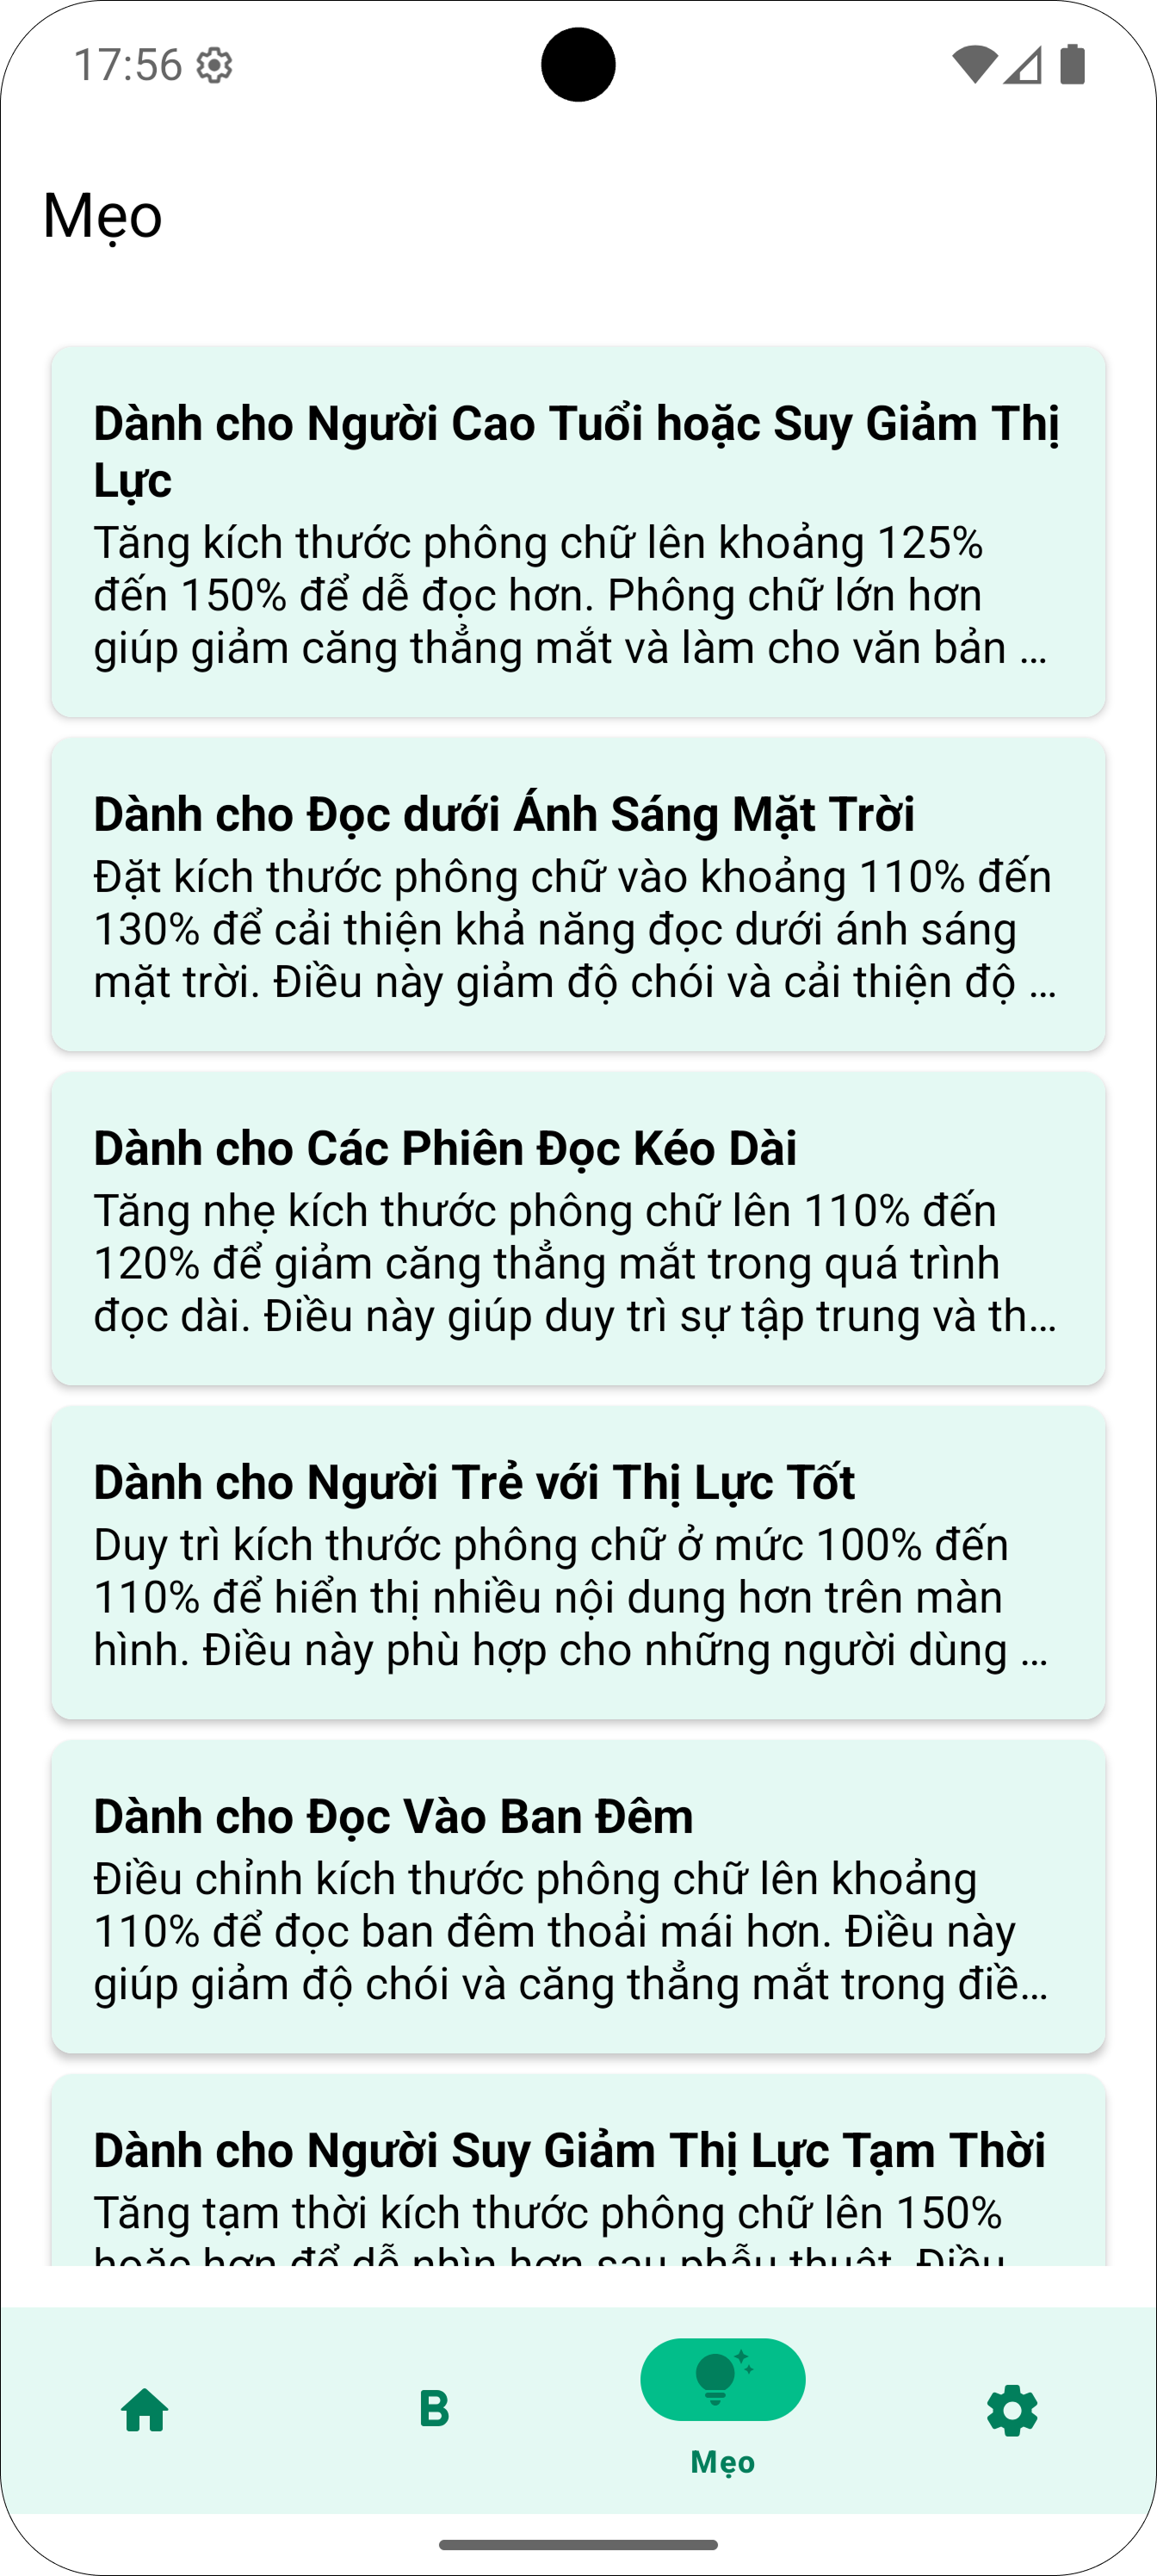 17:56
Mẹo
Dành cho Người Cao Tuổi hoặc Suy Giảm Thị
Lực
Tăng kích thước phông chữ lên khoảng 125%
đến 150% để dễ đọc hơn. Phông chữ lớn hơn
giúp giảm căng thẳng mắt và làm cho văn bản ...
Dành cho Đọc dưới Ánh Sáng Mặt Trời
Đặt kích thước phông chữ vào khoảng 110% đến
130% để cải thiện khả năng đọc dưới ánh sáng
mặt trời. Điều này giảm độ chói và cải thiện độ ...
Dành cho Các Phiên Đọc Kéo Dài
Tăng nhẹ kích thước phông chữ lên 110% đến
120% để giảm căng thẳng mắt trong quá trình
đọc dài. Điều này giúp duy trì sự tập trung và th...
Dành cho Người Trẻ với Thị Lực Tốt
Duy trì kích thước phông chữ ở mức 100% đến
110% để hiển thị nhiều nội dung hơn trên màn
hình. Điều này phù hợp cho những người dùng ...
Dành cho Đọc Vào Ban Đêm
Điều chỉnh kích thước phông chữ lên khoảng
110% để đọc ban đêm thoải mái hơn. Điều này
giúp giảm độ chói và căng thẳng mắt trong điề...
Dành cho Người Suy Giảm Thị Lực Tạm Thời
Tăng tạm thời kích thước phông chữ lên 150%
hoặc hơn để dễ nhìn hơn sau phẫu thuật. Điều
B
Mẹo